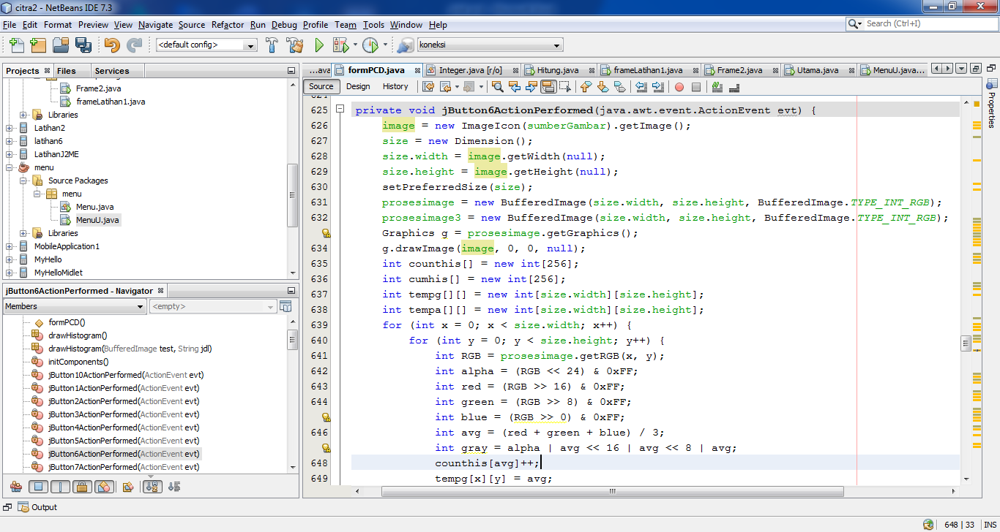 citra2 - NetBeans IDE 7.3
File Edit Format Preview View Navigate Source Refactor Run Debug Profile Team Tools Window Help
Search (Ctrl+I)
<default config>
koneksi
Projects Files Services
...ava formPCD.java Integer.java [r/o] Hitung.java frameLatihan1.java Frame2.java Utama.java MenuU.java...
Source Design History
Frame2.java
frameLatihan1.java
Libraries
Latihan2
latihan6
LatihanJ2ME
menu
Source Packages
menu
Menu.java
MenuU.java
Libraries
MobileApplication1
MyHello
MyHelloMidlet
jButton6ActionPerformed - Navigator
Members
<empty>
formPCD()
drawHistogram()
drawHistogram(BufferedImage test, String jdl)
initComponents()
jButton10ActionPerformed(ActionEvent evt)
jButton1ActionPerformed(ActionEvent evt)
jButton2ActionPerformed(ActionEvent evt)
jButton3ActionPerformed(ActionEvent evt)
jButton4ActionPerformed(ActionEvent evt)
jButton5ActionPerformed(ActionEvent evt)
jButton6ActionPerformed(ActionEvent evt)
jButton7ActionPerformed(ActionEvent evt)
624
625 private void jButton6ActionPerformed(java.awt.event.ActionEvent evt) {
626 image = new ImageIcon(sumberGambar).getImage();
627 size = new Dimension();
628 size.width = image.getWidth(null);
629 size.height = image.getHeight(null);
630 setPreferredSize(size);
631 prosesimage = new BufferedImage(size.width, size.height, BufferedImage.TYPE_INT_RGB);
632 prosesimage3 = new BufferedImage(size.width, size.height, BufferedImage.TYPE_INT_RGB);
Graphics g = prosesimage.getGraphics();
634 g.drawImage(image, 0, 0, null);
635 int counthis[] = new int[256];
636 int cumhis[] = new int[256];
637 int tempg[][] = new int[size.width][size.height];
638 int tempa[][] = new int[size.width][size.height];
639 for (int x = 0; x < size.width; x++) {
640 for (int y = 0; y < size.height; y++) {
641 int RGB = prosesimage.getRGB(x, y);
642 int alpha = (RGB << 24) & 0xFF;
643 int red = (RGB >> 16) & 0xFF;
644 int green = (RGB >> 8) & 0xFF;
int blue = (RGB >> 0) & 0xFF;
646 int avg = (red + green + blue) / 3;
int gray = alpha | avg << 16 | avg << 8 | avg;
648 counthis[avg]++;
649 tempg[x][y] = avg;
Properties
Output
648 | 33 INS